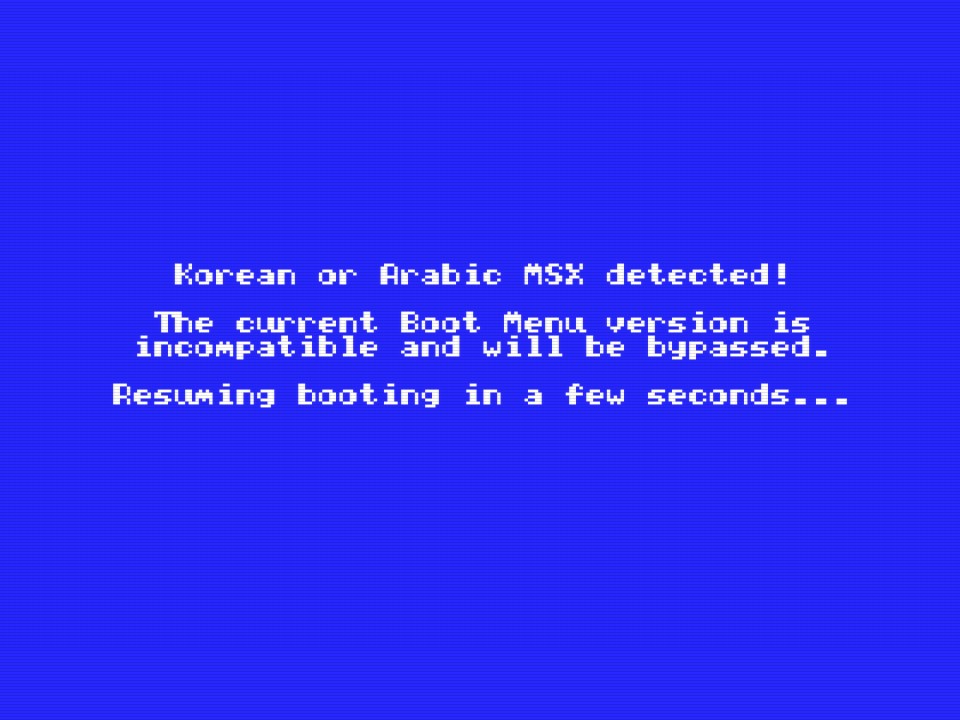 Korean or Arabic MSX detected!
The current Boot Menu version is
incompatible and will be bypassed.
Resuming booting in a few seconds...